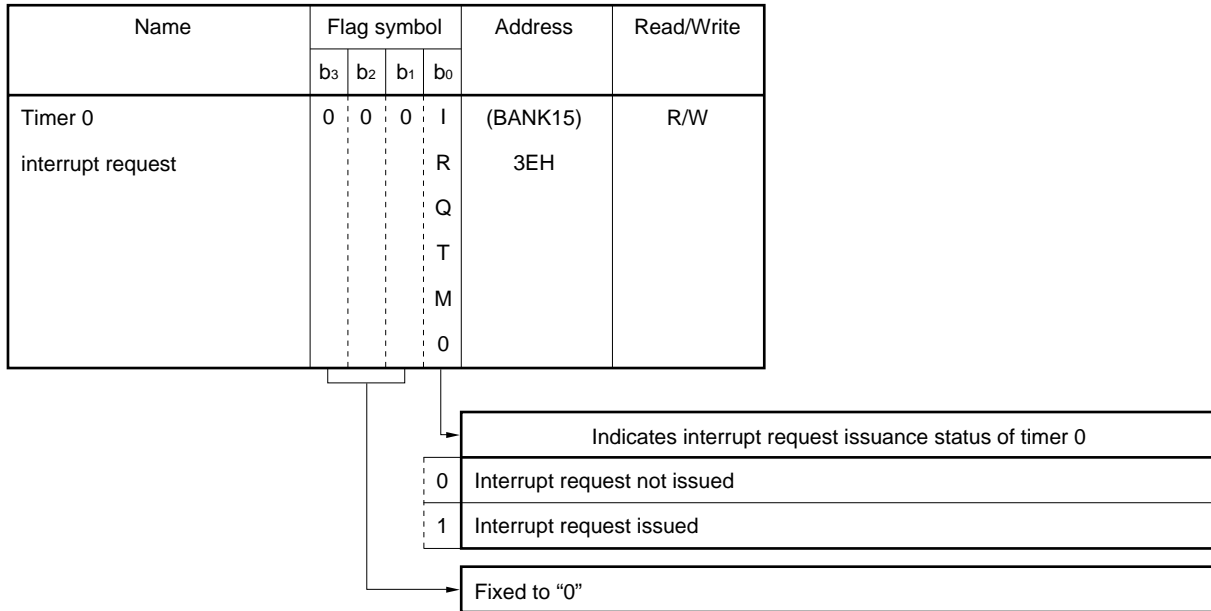 Name Flag symbol Address Read/Write
b3 b2 b1 b0
Timer 0 0 0 0 I (BANK15) R/W
interrupt request R 3EH
Q
T
M
0
Indicates interrupt request issuance status of timer 0
0 Interrupt request not issued
1 Interrupt request issued
Fixed to “0”